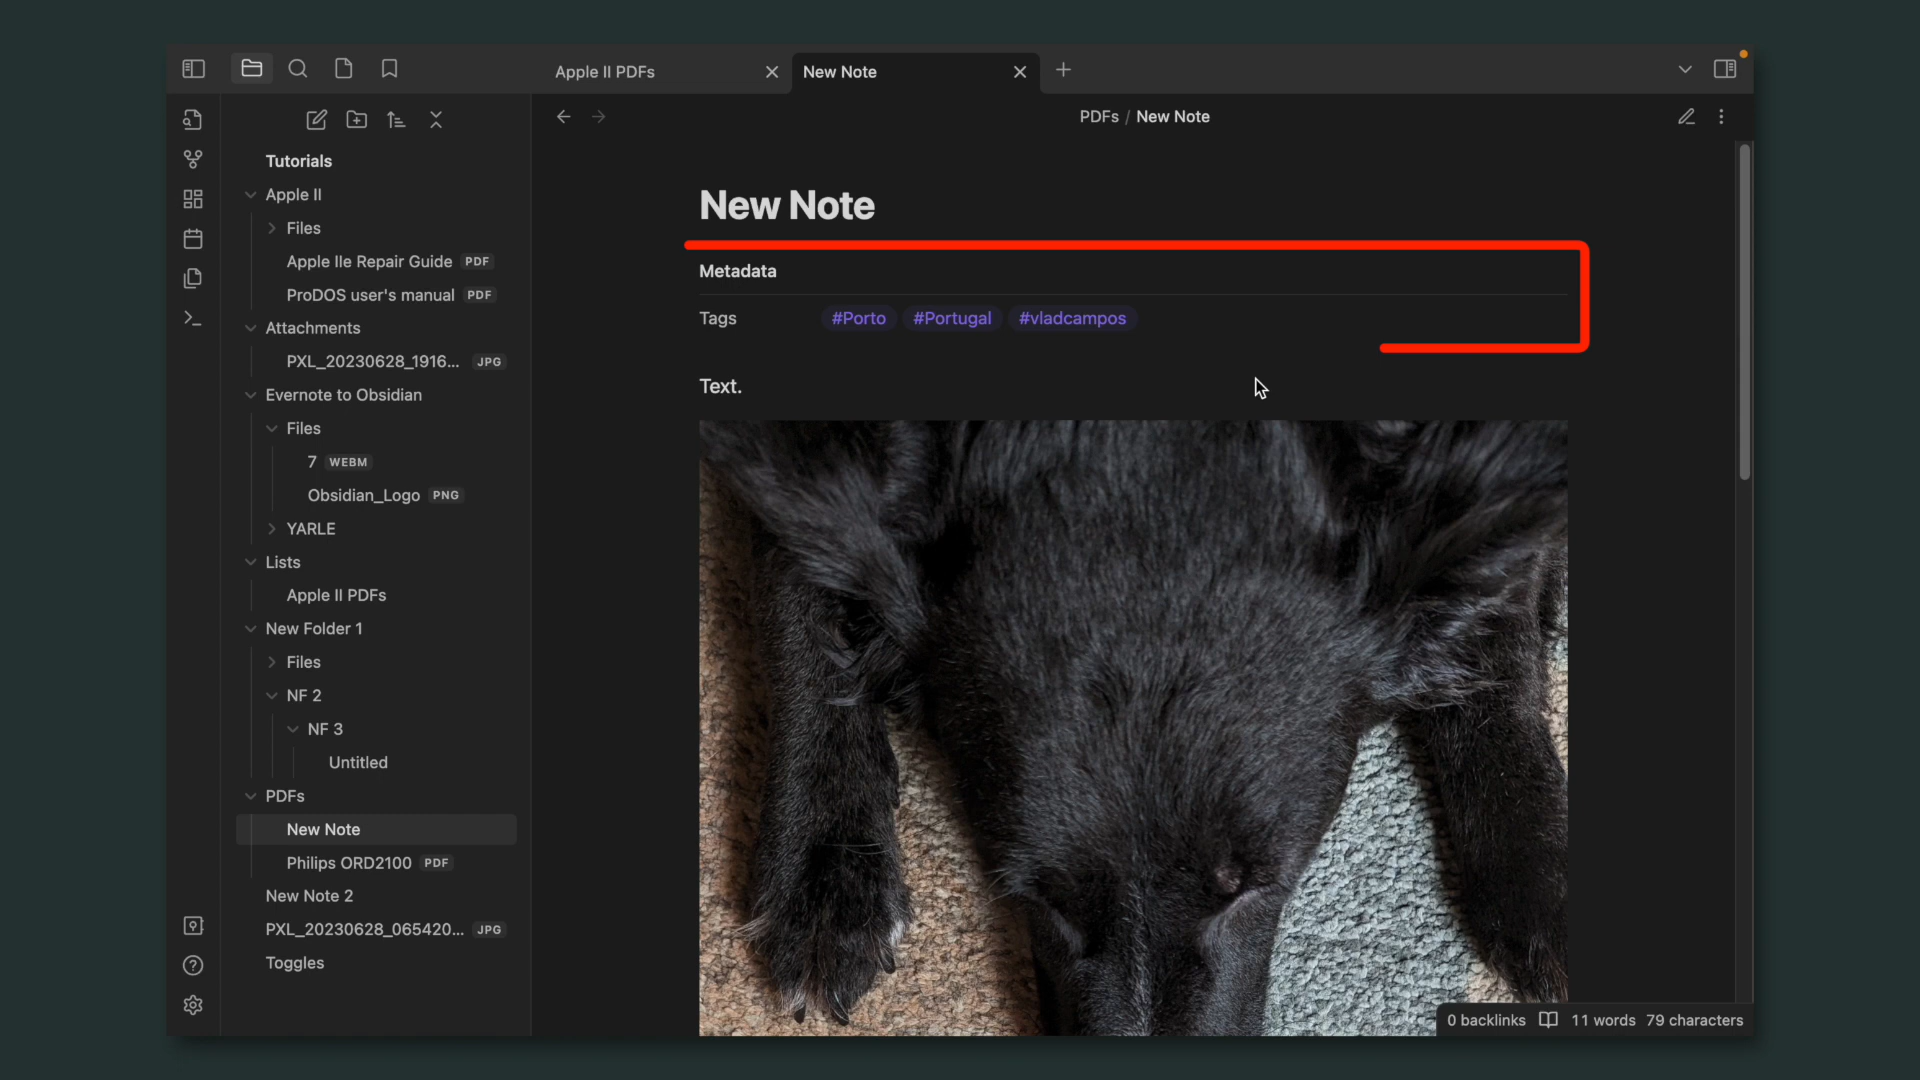 Apple II PDFs
New Note
PDFs / New Note
Tutorials
Apple II
Files
Apple IIe Repair Guide PDF
ProDOS user's manual PDF
Attachments
PXL_20230628_1916... JPG
Evernote to Obsidian
Files
7 WEBM
Obsidian_Logo PNG
YARLE
Lists
Apple II PDFs
New Folder 1
Files
NF 2
NF 3
Untitled
PDFs
New Note
Philips ORD2100 PDF
New Note 2
PXL_20230628_065420... JPG
Toggles
New Note
Metadata
Tags #Porto #Portugal #vladcampos
Text.
0 backlinks 11 words 79 characters